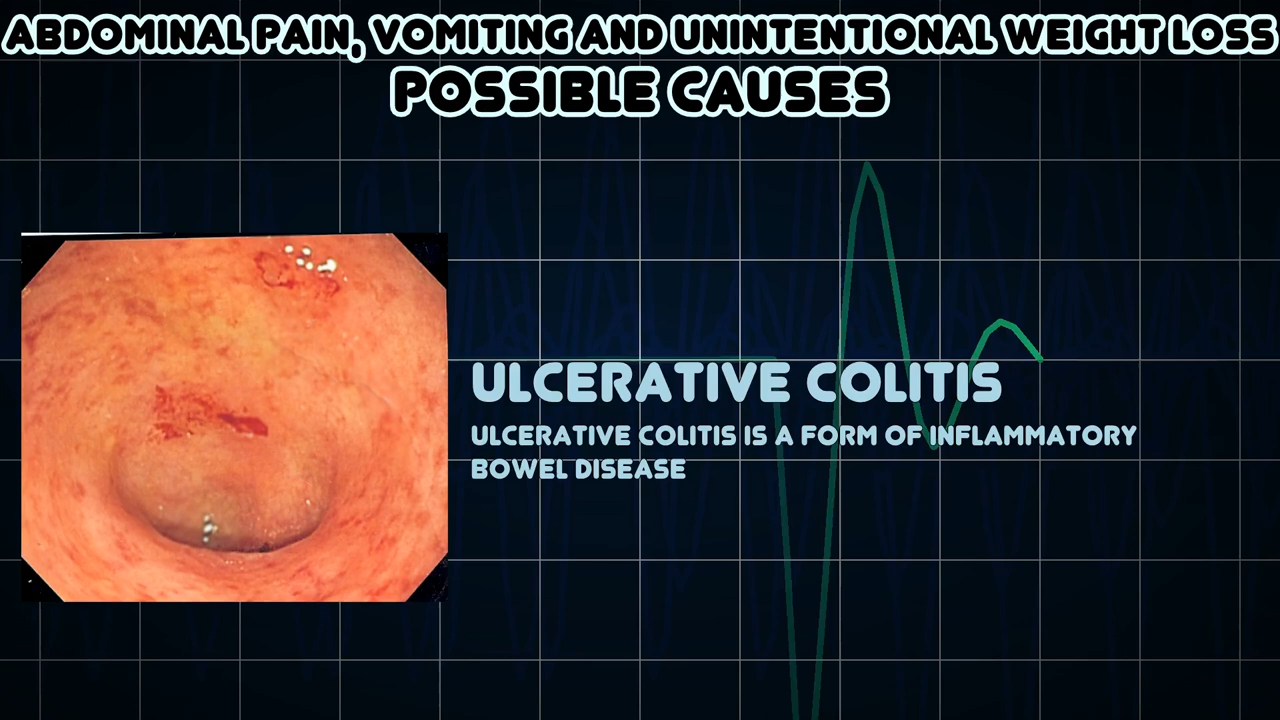 ABDOMINAL PAIN, VOMITING AND UNINTENTIONAL WEIGHT LOSS
POSSIBLE CAUSES
ULCERATIVE COLITIS
ULCERATIVE COLITIS IS A FORM OF INFLAMMATORY
BOWEL DISEASE